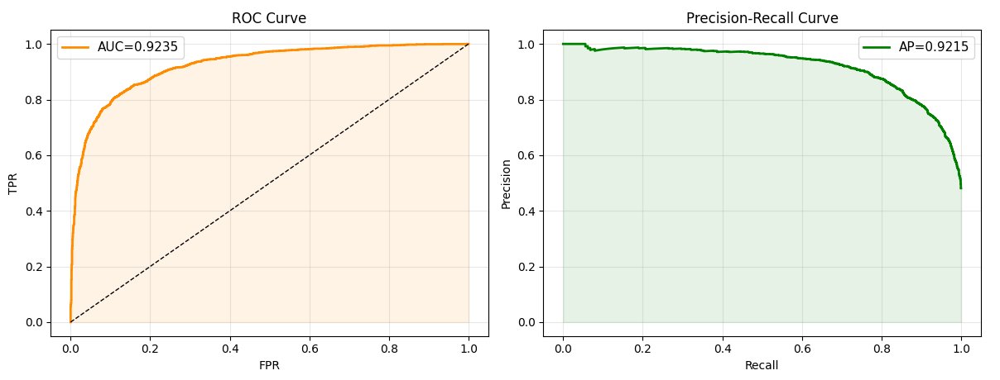 ROC Curve
AUC=0.9235
1.0
0.8
0.6
0.4
0.2
0.0
TPR
0.0 0.2 0.4 0.6 0.8 1.0
FPR
Precision-Recall Curve
AP=0.9215
1.0
0.8
0.6
0.4
0.2
0.0
Precision
0.0 0.2 0.4 0.6 0.8 1.0
Recall